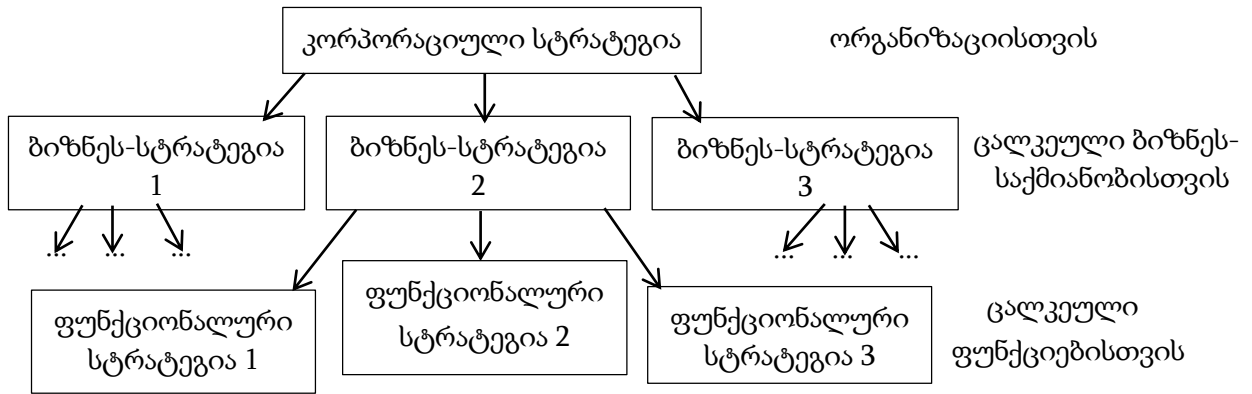 კორპორაციული სტრატეგია
ორგანიზაციისთვის
ბიზნეს-სტრატეგია
1
ბიზნეს-სტრატეგია
2
ბიზნეს-სტრატეგია
3
ცალკეული ბიზნეს-
საქმიანობისთვის
... ... ...
... ... ...
ფუნქციონალური
სტრატეგია 1
ფუნქციონალური
სტრატეგია 2
ფუნქციონალური
სტრატეგია 3
ცალკეული
ფუნქციებისთვის